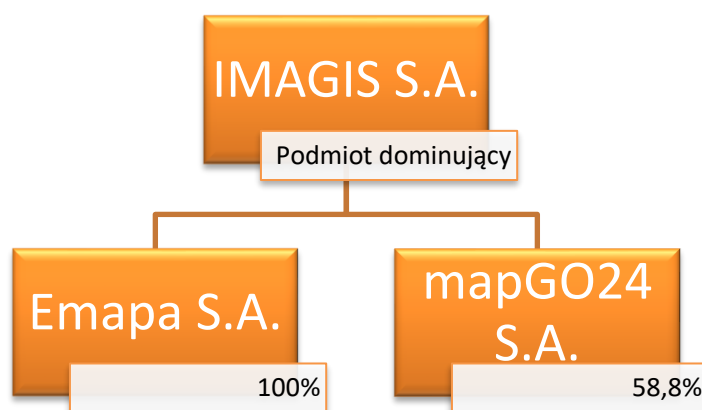 IMAGIS S.A.
Podmiot dominujący
Emapa S.A.
100%
mapGO24
S.A.
58,8%